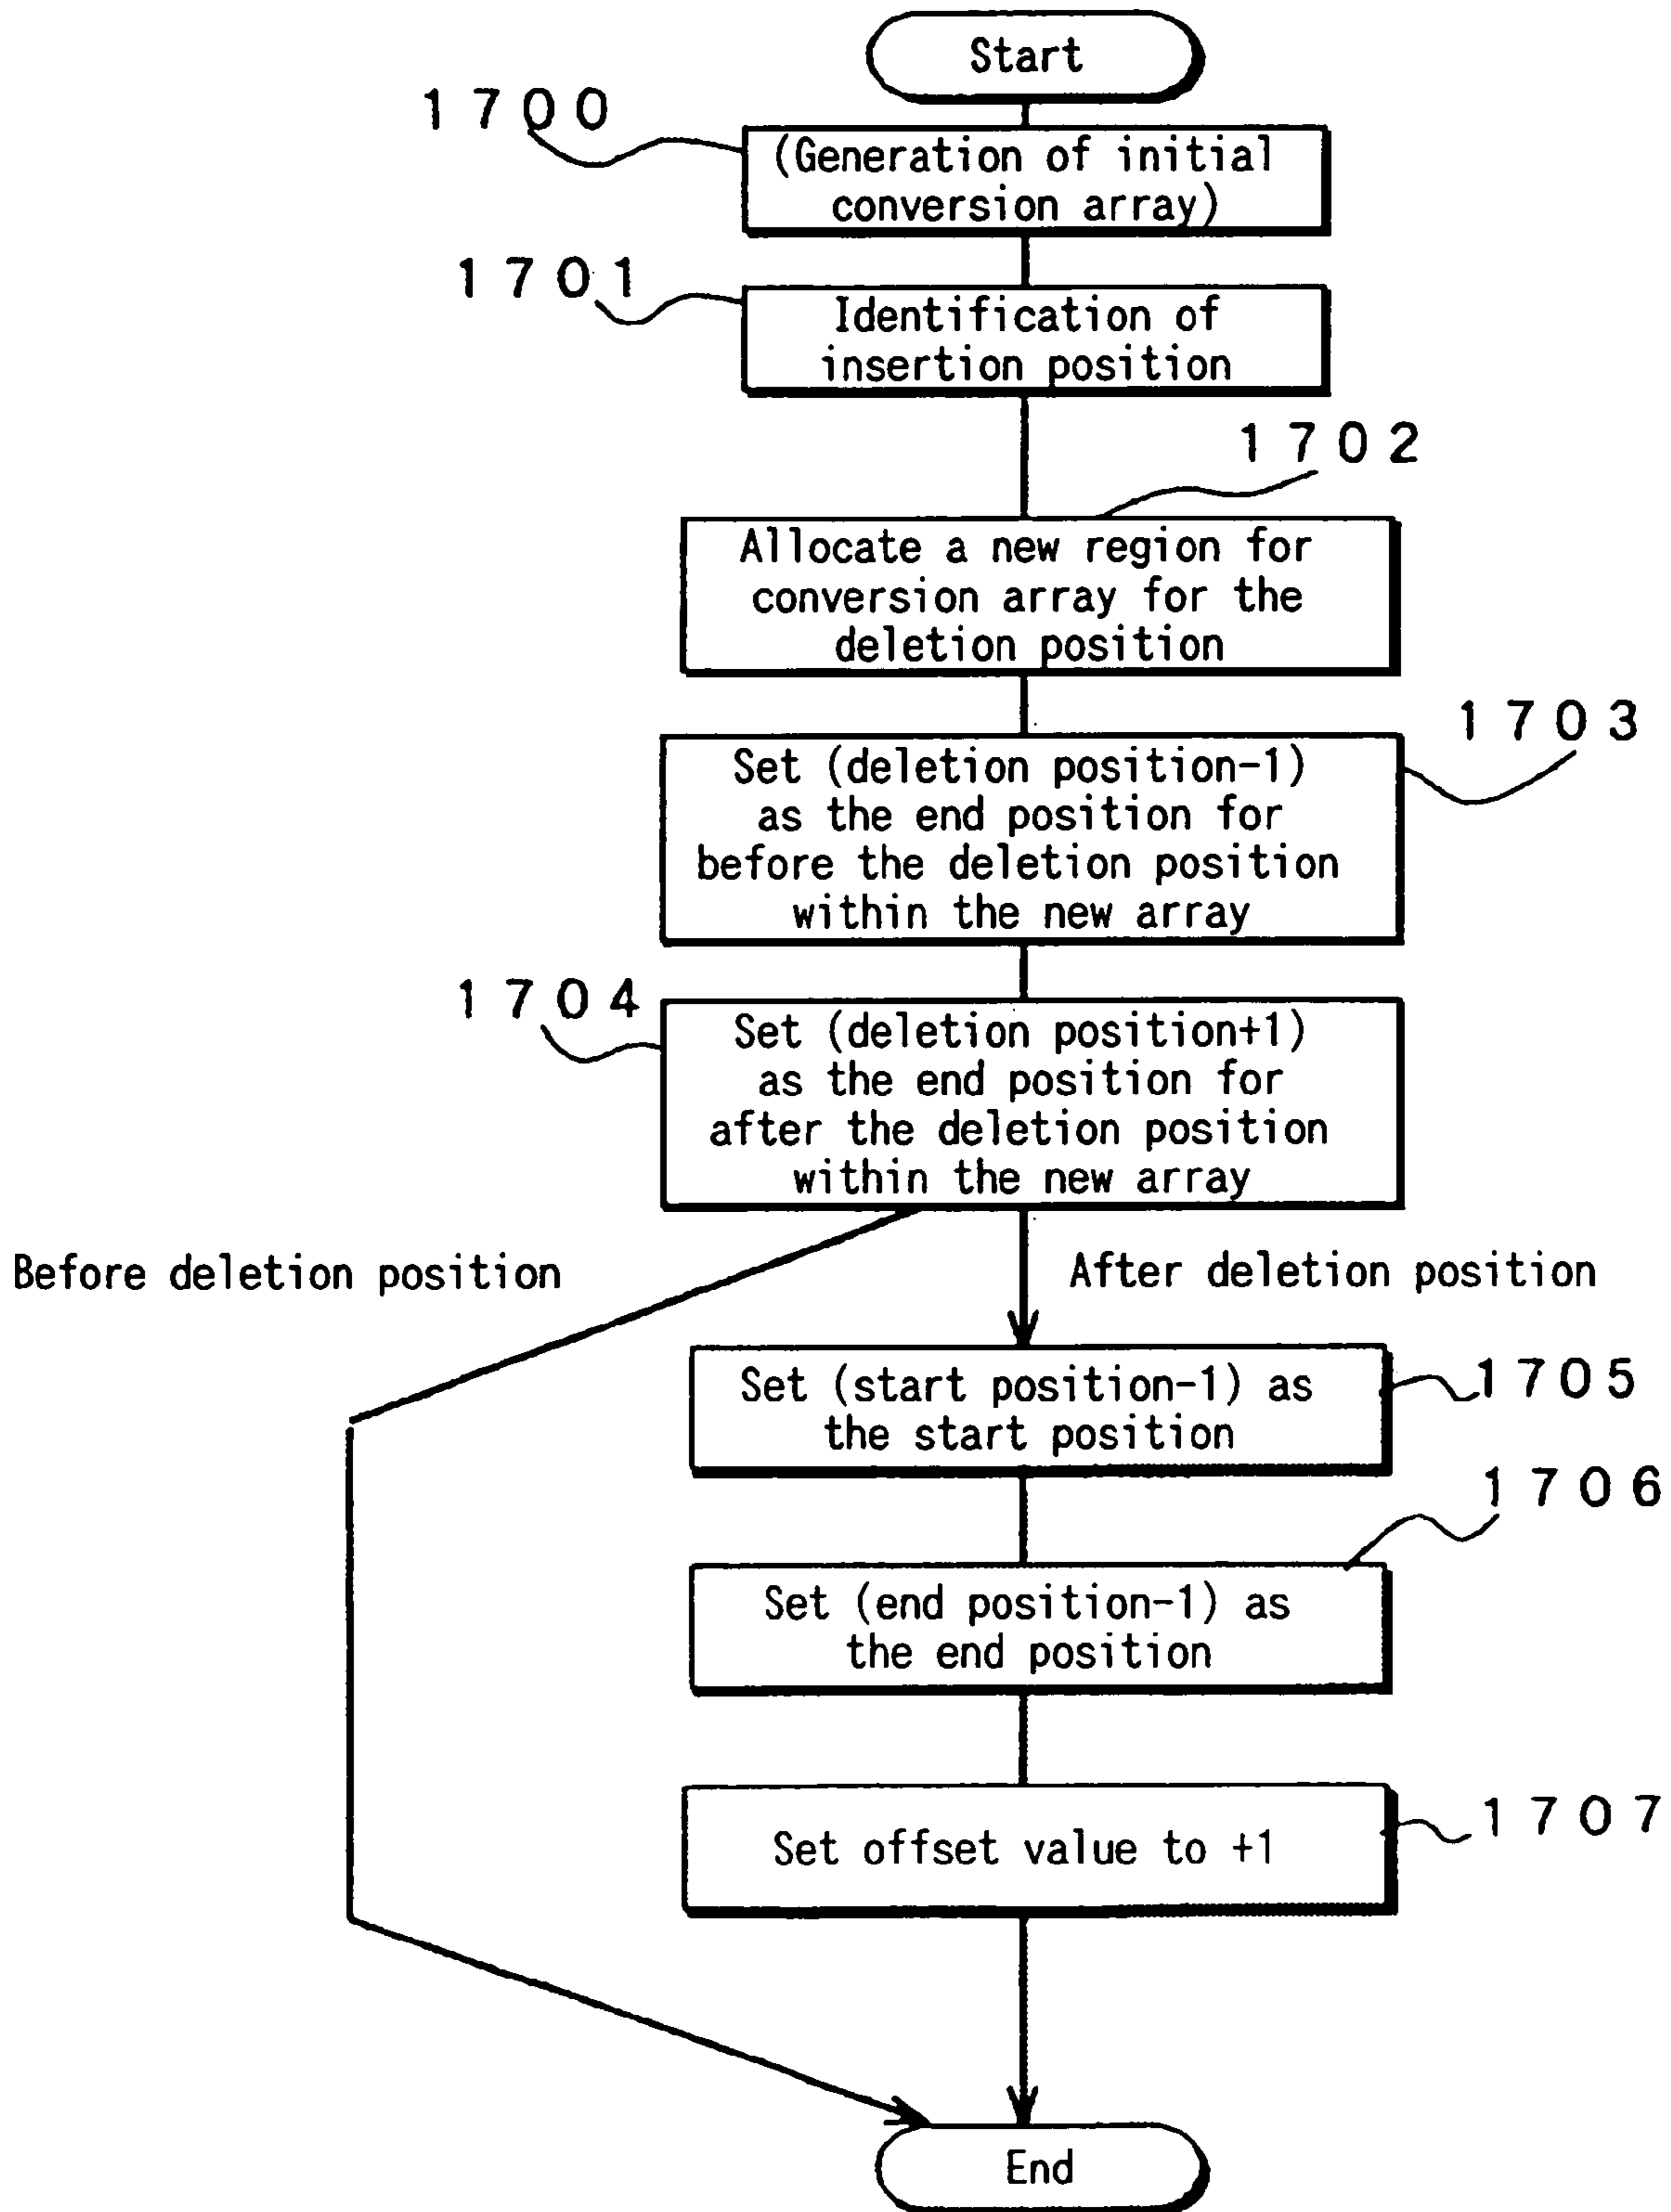 Start
1700
(Generation of initial
conversion array)
1701
Identification of
insertion position
1702
Allocate a new region for
conversion array for the
deletion position
1703
Set (deletion position-1)
as the end position for
before the deletion position
within the new array
1704
Set (deletion position+1)
as the end position for
after the deletion position
within the new array
Before deletion position
After deletion position
Set (start position-1) as
the start position
1705
1706
Set (end position-1) as
the end position
Set offset value to +1
1707
End